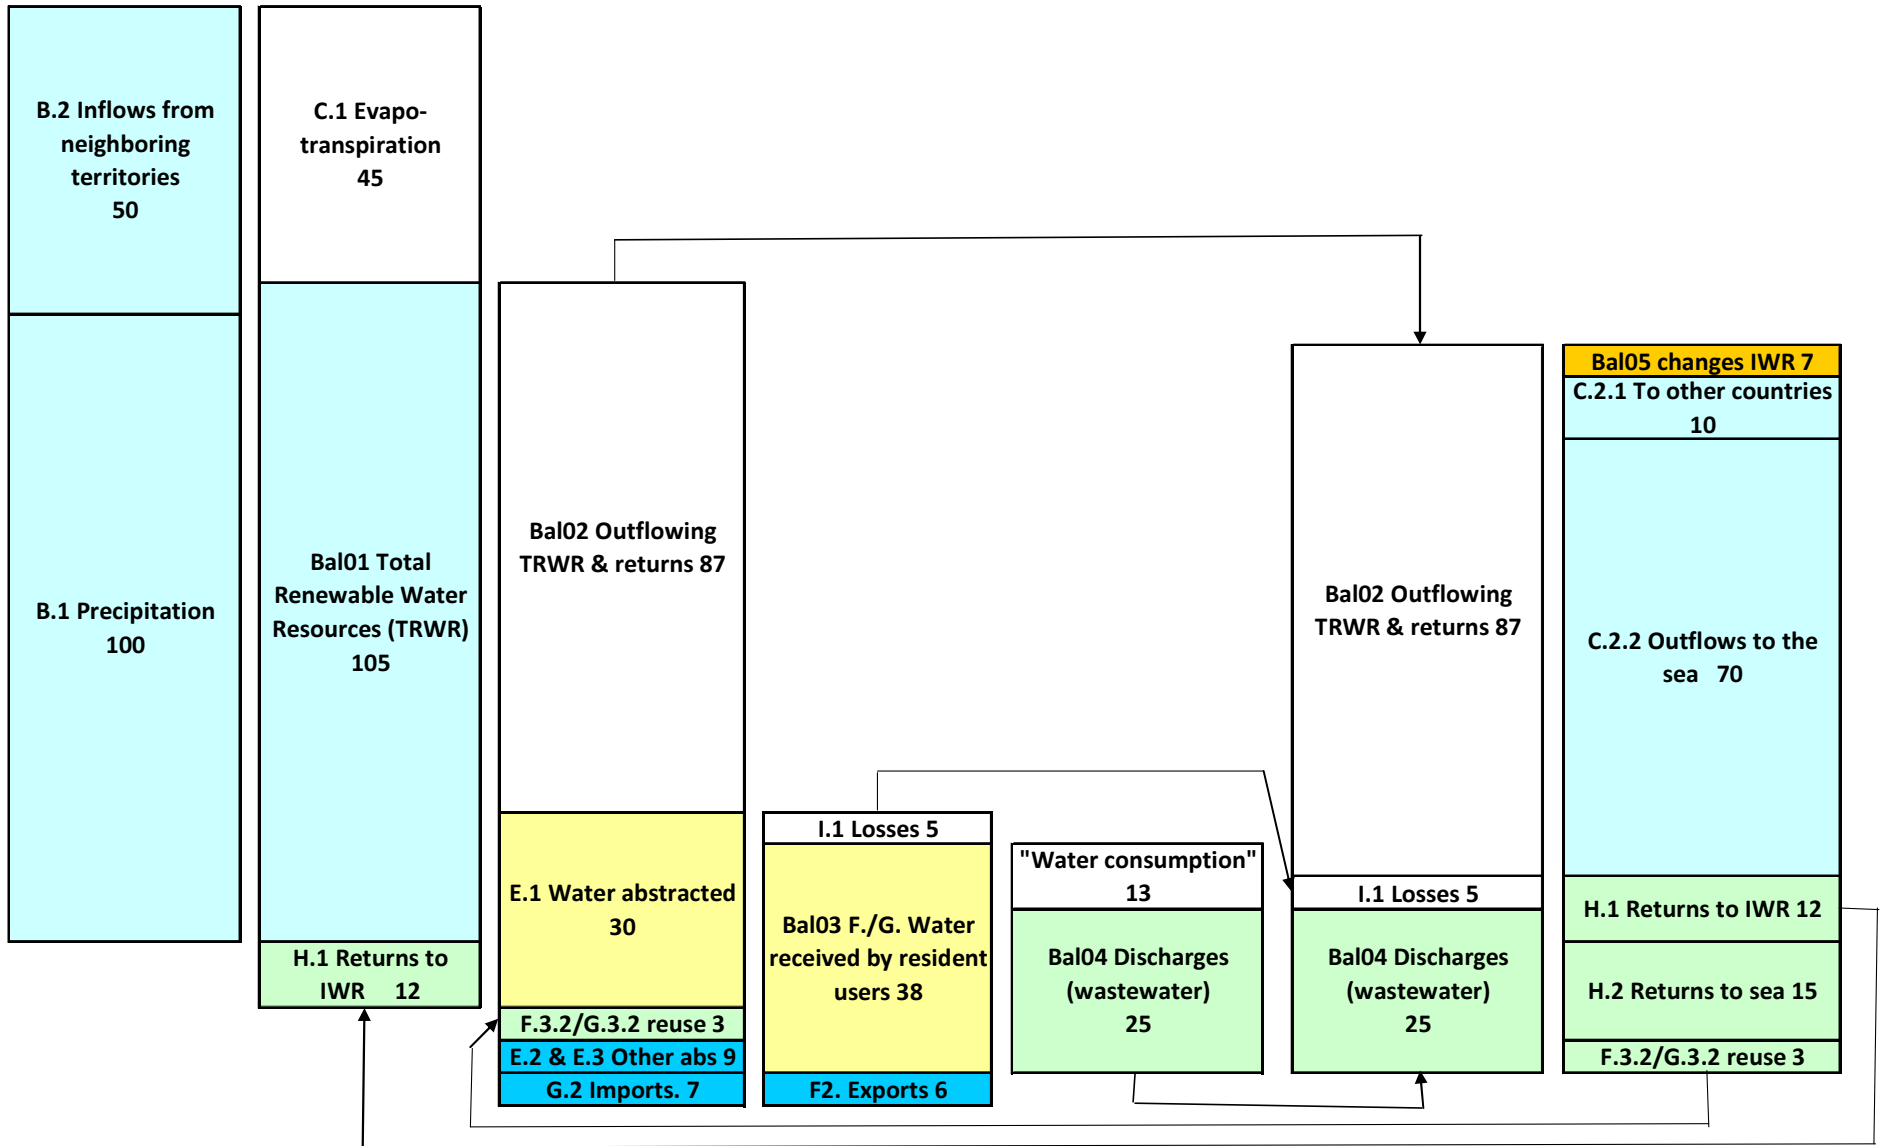 B.2 Inflows from
neighboring
territories
50
B.1 Precipitation
100
C.1 Evapo-
transpiration
45
Bal01 Total
Renewable Water
Resources (TRWR)
105
H.1 Returns to
IWR 12
Bal02 Outflowing
TRWR & returns 87
E.1 Water abstracted
30
F.3.2/G.3.2 reuse 3
E.2 & E.3 Other abs 9
G.2 Imports. 7
I.1 Losses 5
Bal03 F./G. Water
received by resident
users 38
F2. Exports 6
"Water consumption"
13
Bal04 Discharges
(wastewater)
25
Bal02 Outflowing
TRWR & returns 87
I.1 Losses 5
Bal04 Discharges
(wastewater)
25
Bal05 changes IWR 7
C.2.1 To other countries
10
C.2.2 Outflows to the
sea 70
H.1 Returns to IWR 12
H.2 Returns to sea 15
F.3.2/G.3.2 reuse 3